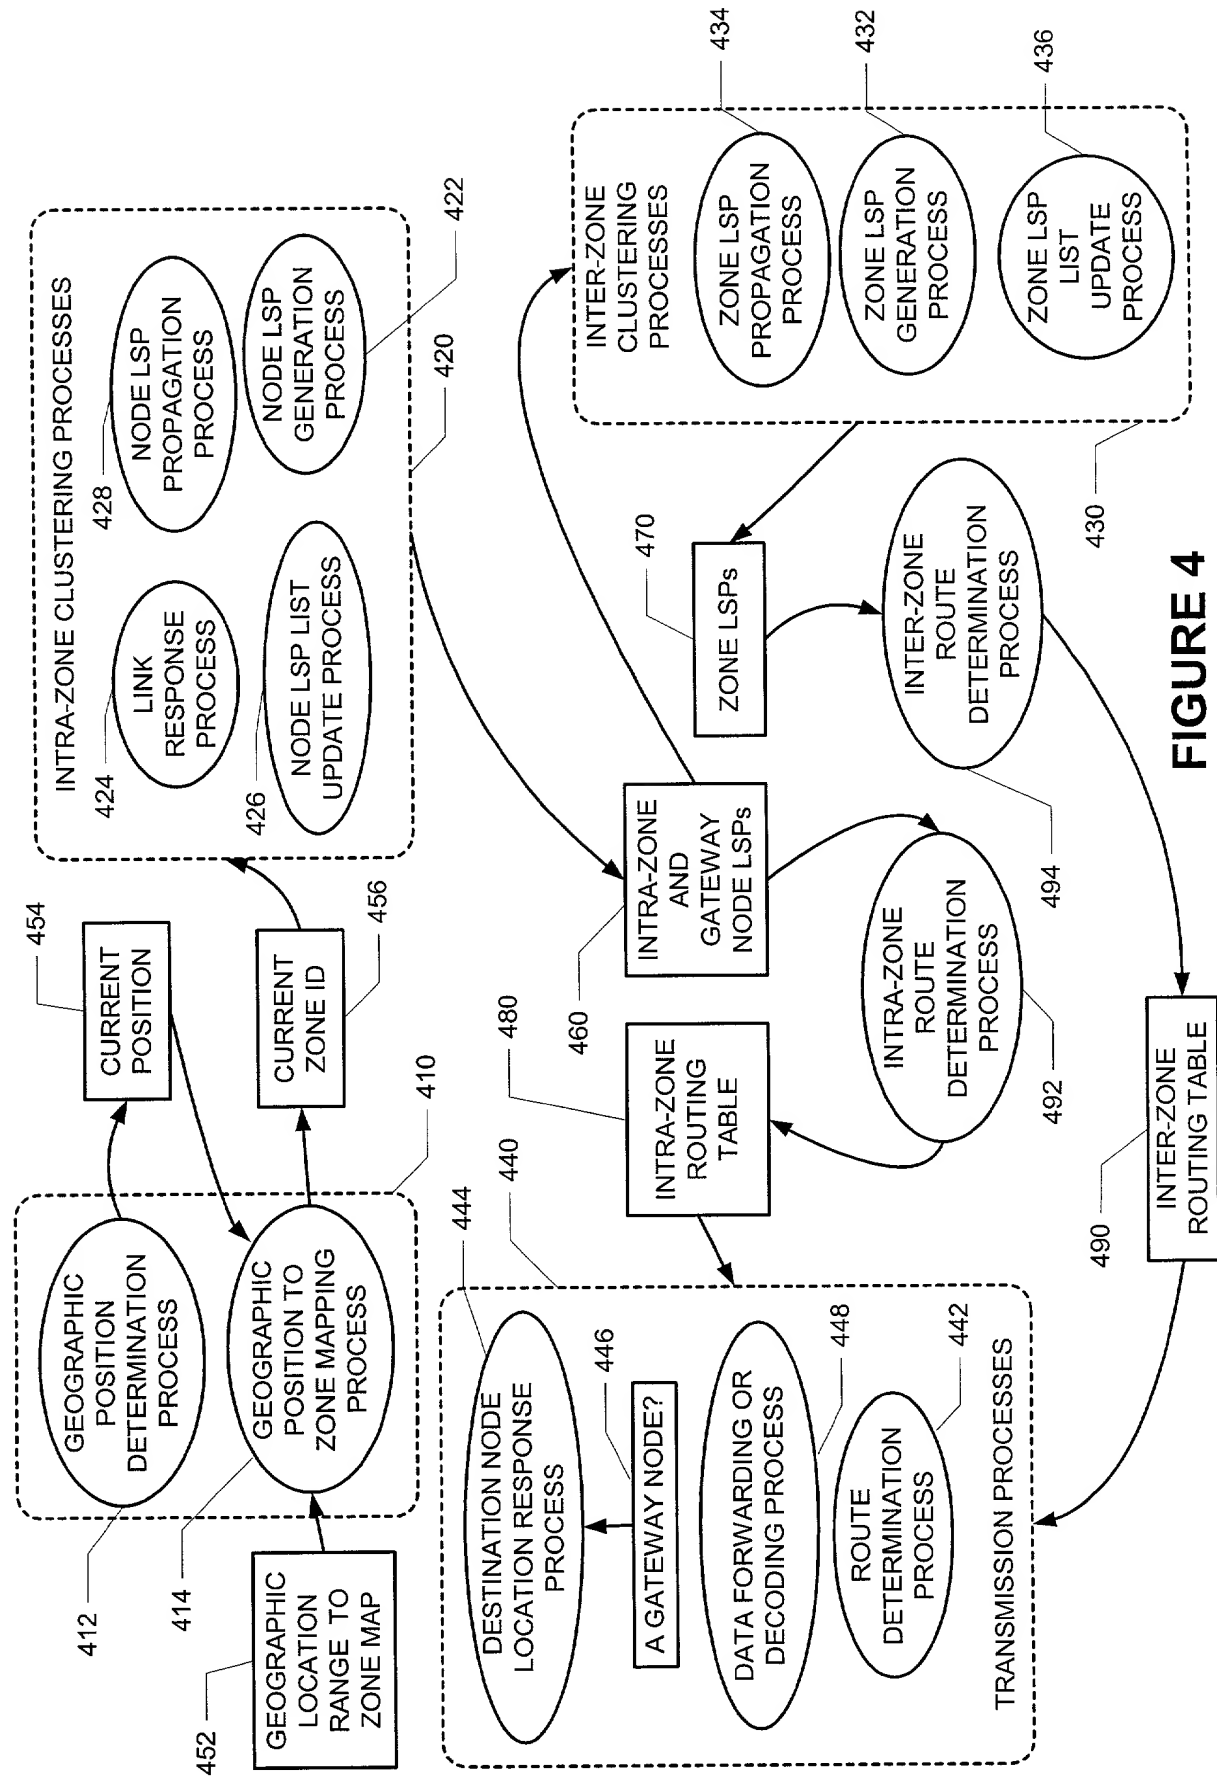 452
GEOGRAPHIC
LOCATION
RANGE TO
ZONE MAP
412
414
GEOGRAPHIC
POSITION
DETERMINATION
PROCESS
GEOGRAPHIC
POSITION TO
ZONE MAPPING
PROCESS
410
454
CURRENT
POSITION
CURRENT
ZONE ID
456
INTRA-ZONE CLUSTERING PROCESSES
424
LINK
RESPONSE
PROCESS
428
NODE LSP
PROPAGATION
PROCESS
426
NODE LSP LIST
UPDATE PROCESS
NODE LSP
GENERATION
PROCESS
422
420
444
440
DESTINATION NODE
LOCATION RESPONSE
PROCESS
446
A GATEWAY NODE?
DATA FORWARDING OR
DECODING PROCESS
448
ROUTE
DETERMINATION
PROCESS
442
TRANSMISSION PROCESSES
480
INTRA-ZONE
ROUTING
TABLE
460
INTRA-ZONE
AND
GATEWAY
NODE LSPs
INTRA-ZONE
ROUTE
DETERMINATION
PROCESS
492
470
ZONE LSPs
INTER-ZONE
ROUTE
DETERMINATION
PROCESS
494
490
INTER-ZONE
ROUTING TABLE
INTER-ZONE
CLUSTERING
PROCESSES
ZONE LSP
PROPAGATION
PROCESS
434
ZONE LSP
GENERATION
PROCESS
432
ZONE LSP
LIST
UPDATE
PROCESS
436
430
FIGURE 4